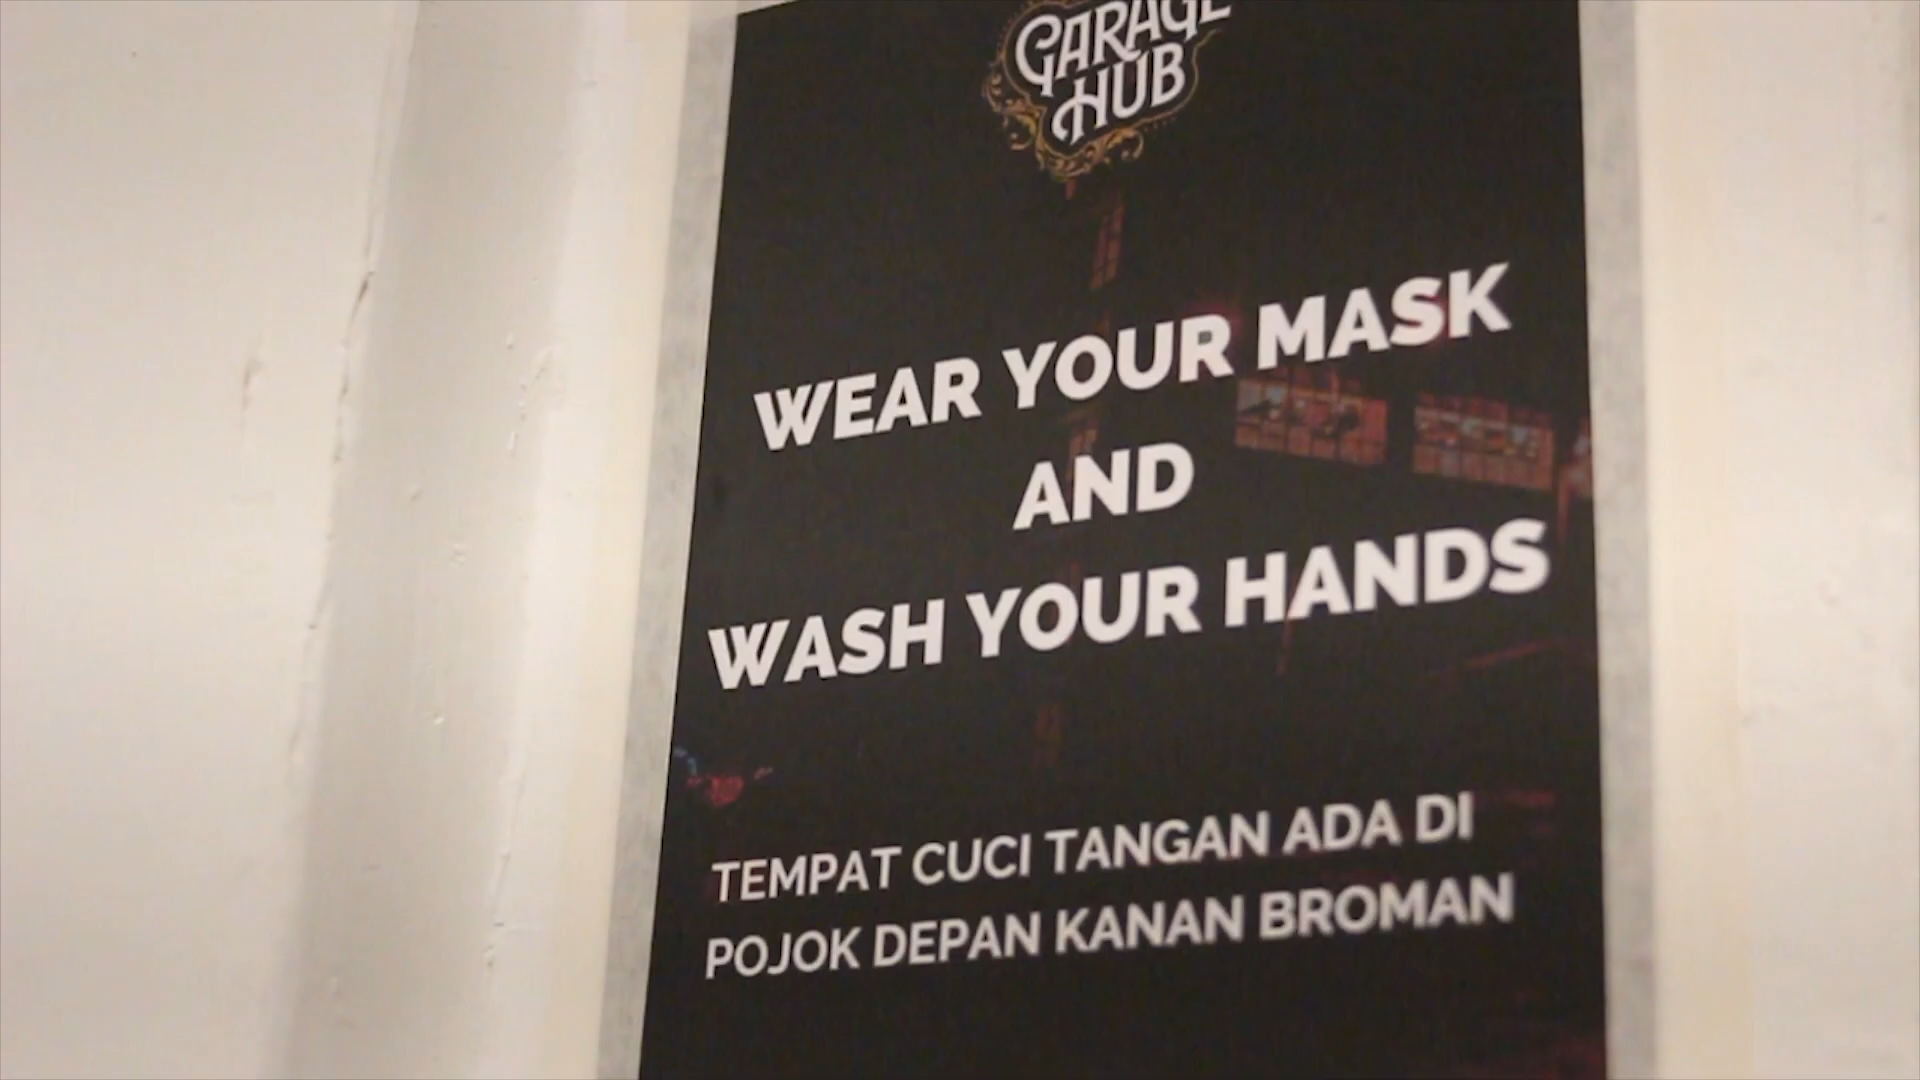 GARAGE
HUB
WEAR YOUR MASK
AND
WASH YOUR HANDS
TEMPAT CUCI TANGAN ADA DI
POJOK DEPAN KANAN BROMAN